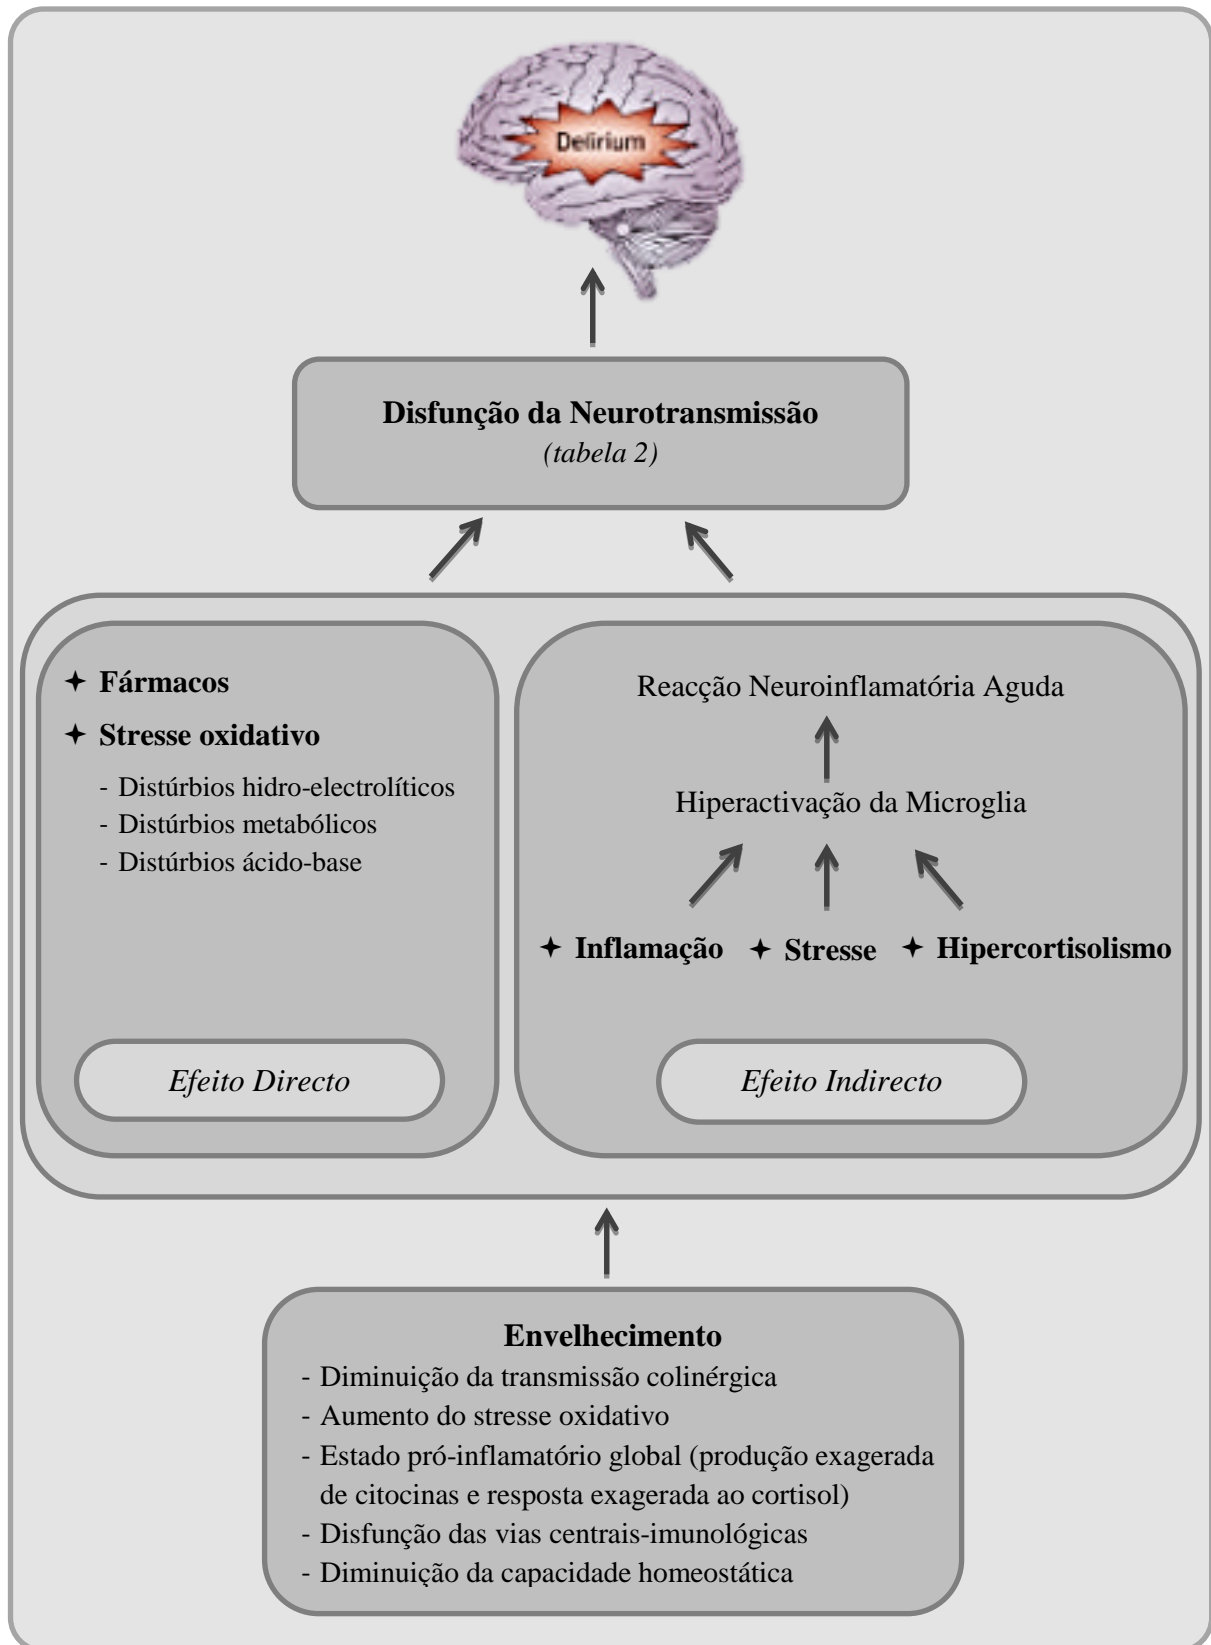 Delirium
Disfunção da Neurotransmissão
(tabela 2)
✦ Fármacos
✦ Stresse oxidativo
- Distúrbios hidro-electrolíticos
- Distúrbios metabólicos
- Distúrbios ácido-base
Efeito Directo
Reacção Neuroinflamatória Aguda
Hiperactivação da Microglia
✦ Inflamação ✦ Stresse ✦ Hipercortisolismo
Efeito Indirecto
Envelhecimento
- Diminuição da transmissão colinérgica
- Aumento do stresse oxidativo
- Estado pró-inflamatório global (produção exagerada
de citocinas e resposta exagerada ao cortisol)
- Disfunção das vias centrais-imunológicas
- Diminuição da capacidade homeostática